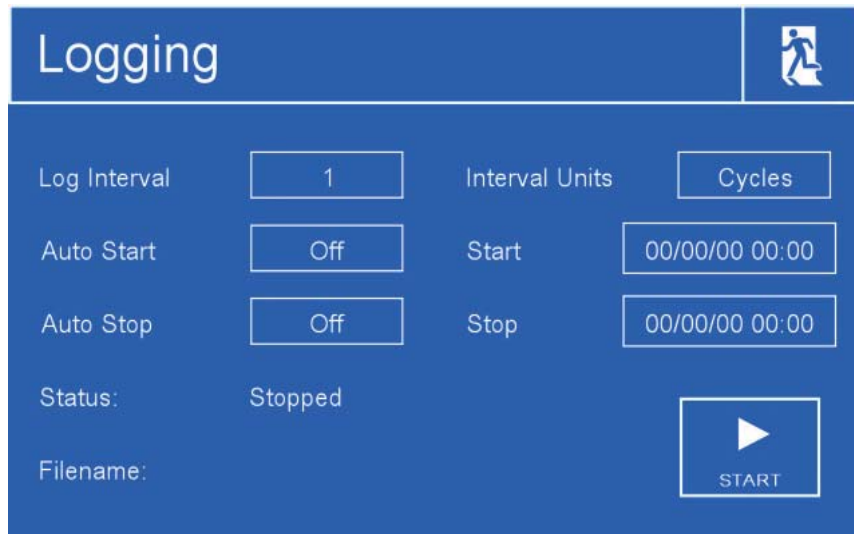 Logging
Log Interval 1 Interval Units Cycles
Auto Start Off Start 00/00/00 00:00
Auto Stop Off Stop 00/00/00 00:00
Status: Stopped
Filename:
START